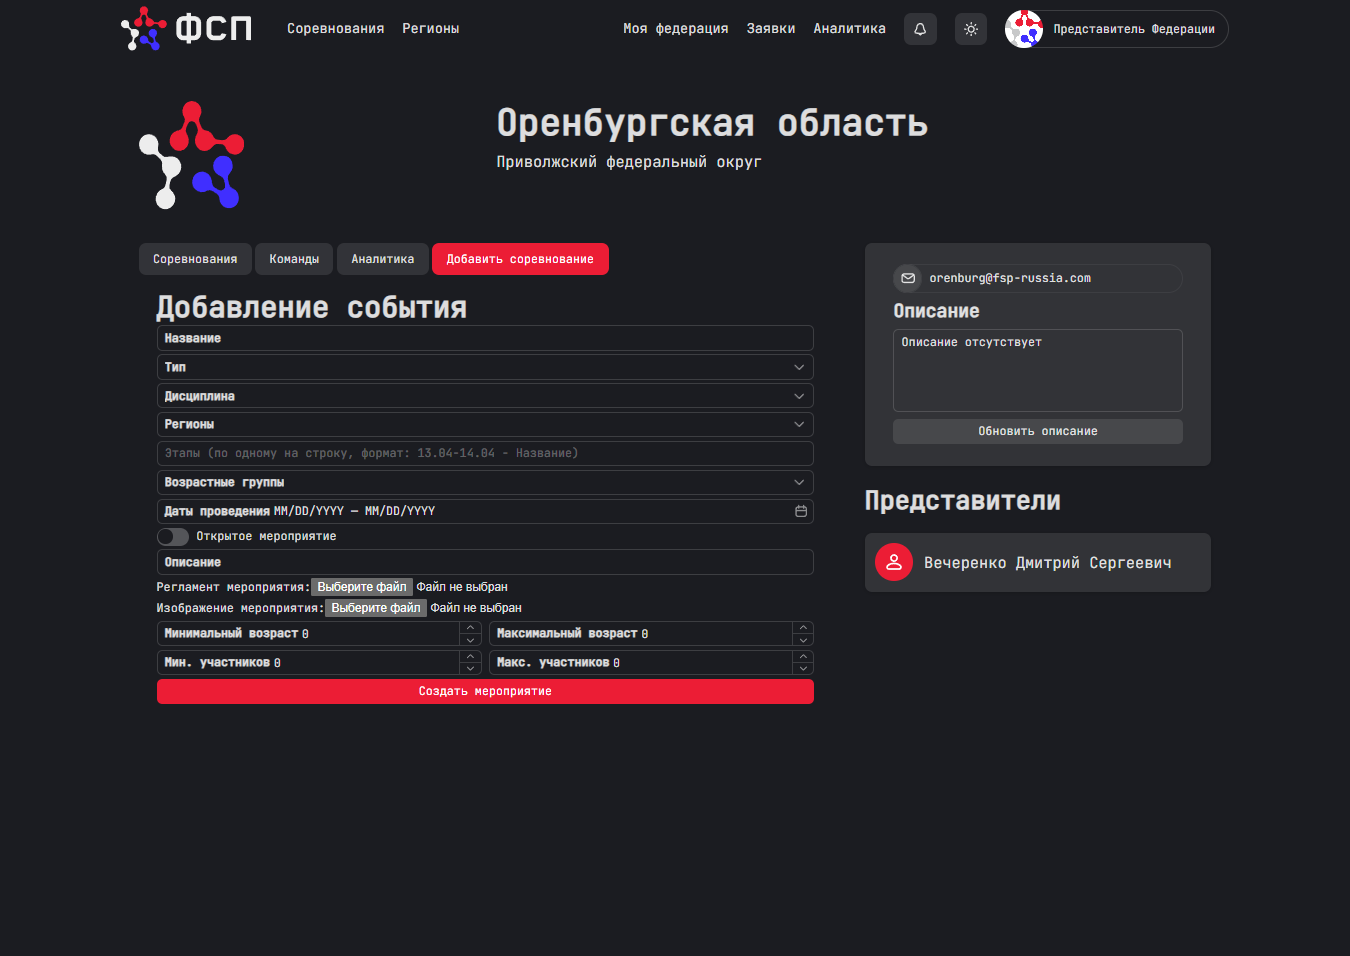 ФСП
Соревнования
Регионы
Моя федерация
Заявки
Аналитика
Представитель Федерации
Оренбургская область
Приволжский федеральный округ
Соревнования
Команды
Аналитика
Добавить соревнование
Добавление события
Название
Тип
Дисциплина
Регионы
Этапы (по одному на строку, формат: 13.04-14.04 - Название)
Возрастные группы
Даты проведения MM/DD/YYYY – MM/DD/YYYY
Открытое мероприятие
Описание
Регламент мероприятия: Выберите файл Файл не выбран
Изображение мероприятия: Выберите файл Файл не выбран
Минимальный возраст 0
Максимальный возраст 0
Мин. участников 0
Макс. участников 0
Создать мероприятие
orenburg@fsp-russia.com
Описание
Описание отсутствует
Обновить описание
Представители
Вечеренко Дмитрий Сергеевич